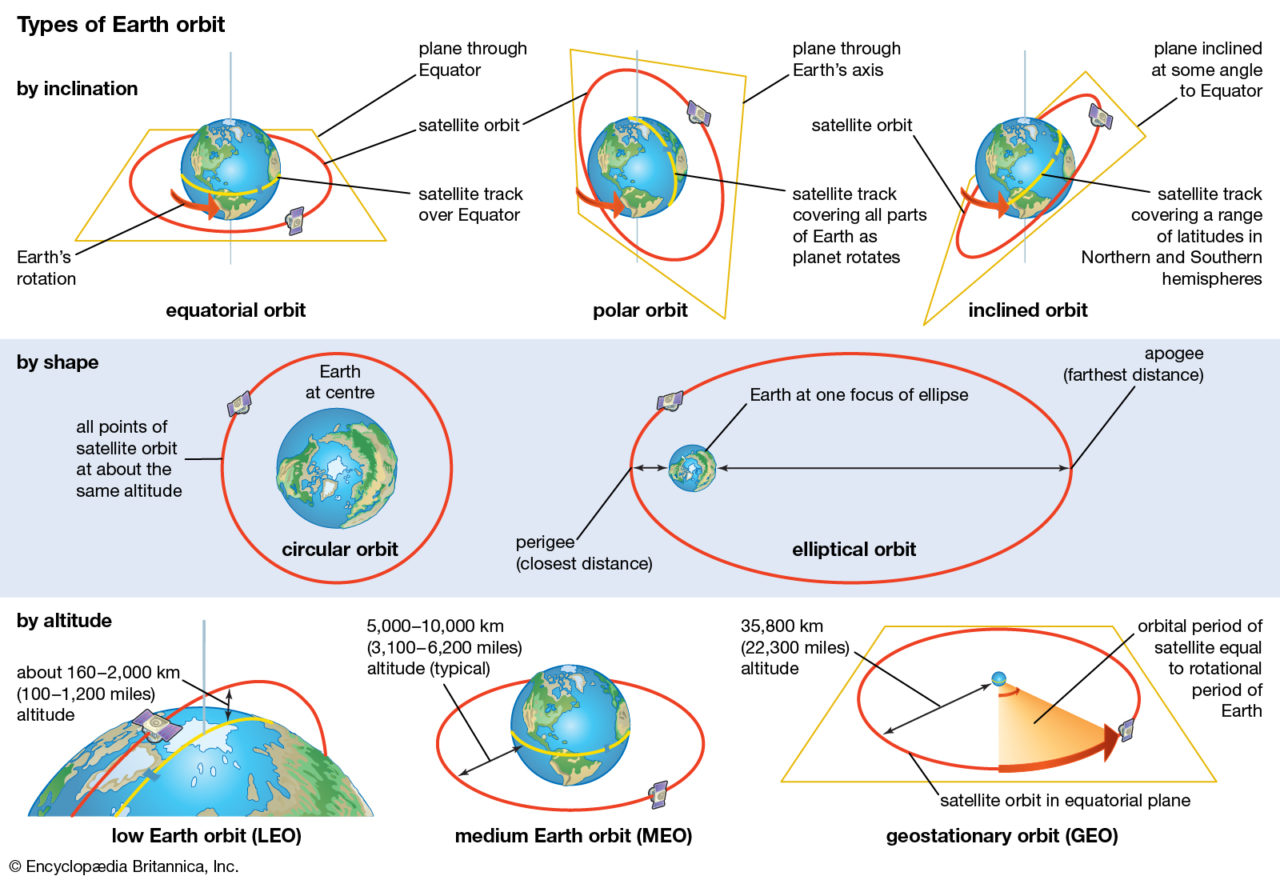 Types of Earth orbit
by inclination
plane through
Equator
satellite orbit
satellite track
over Equator
Earth’s
rotation
equatorial orbit
plane through
Earth’s axis
satellite track
covering all parts
of Earth as
planet rotates
polar orbit
plane inclined
at some angle
to Equator
satellite orbit
satellite track
covering a range
of latitudes in
Northern and Southern
hemispheres
inclined orbit
by shape
Earth
at centre
all points of
satellite orbit
at about the
same altitude
circular orbit
apogee
(farthest distance)
Earth at one focus of ellipse
perigee
(closest distance)
elliptical orbit
by altitude
about 160–2,000 km
(100–1,200 miles)
altitude
low Earth orbit (LEO)
5,000–10,000 km
(3,100–6,200 miles)
altitude (typical)
medium Earth orbit (MEO)
35,800 km
(22,300 miles)
altitude
orbital period of
satellite equal
to rotational
period of
Earth
satellite orbit in equatorial plane
geostationary orbit (GEO)
© Encyclopædia Britannica, Inc.